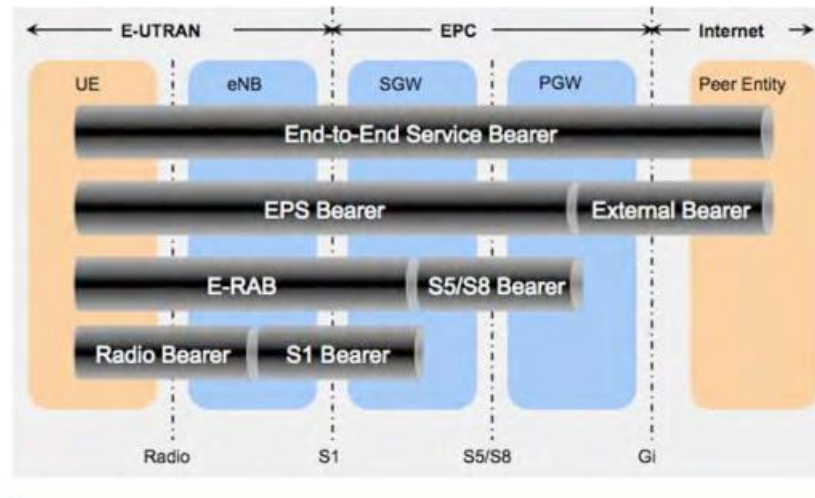 E-UTRAN EPC Internet
UE eNB SGW PGW Peer Entity
End-to-End Service Bearer
EPS Bearer External Bearer
E-RAB S5/S8 Bearer
Radio Bearer S1 Bearer
Radio S1 S5/S8 Gi